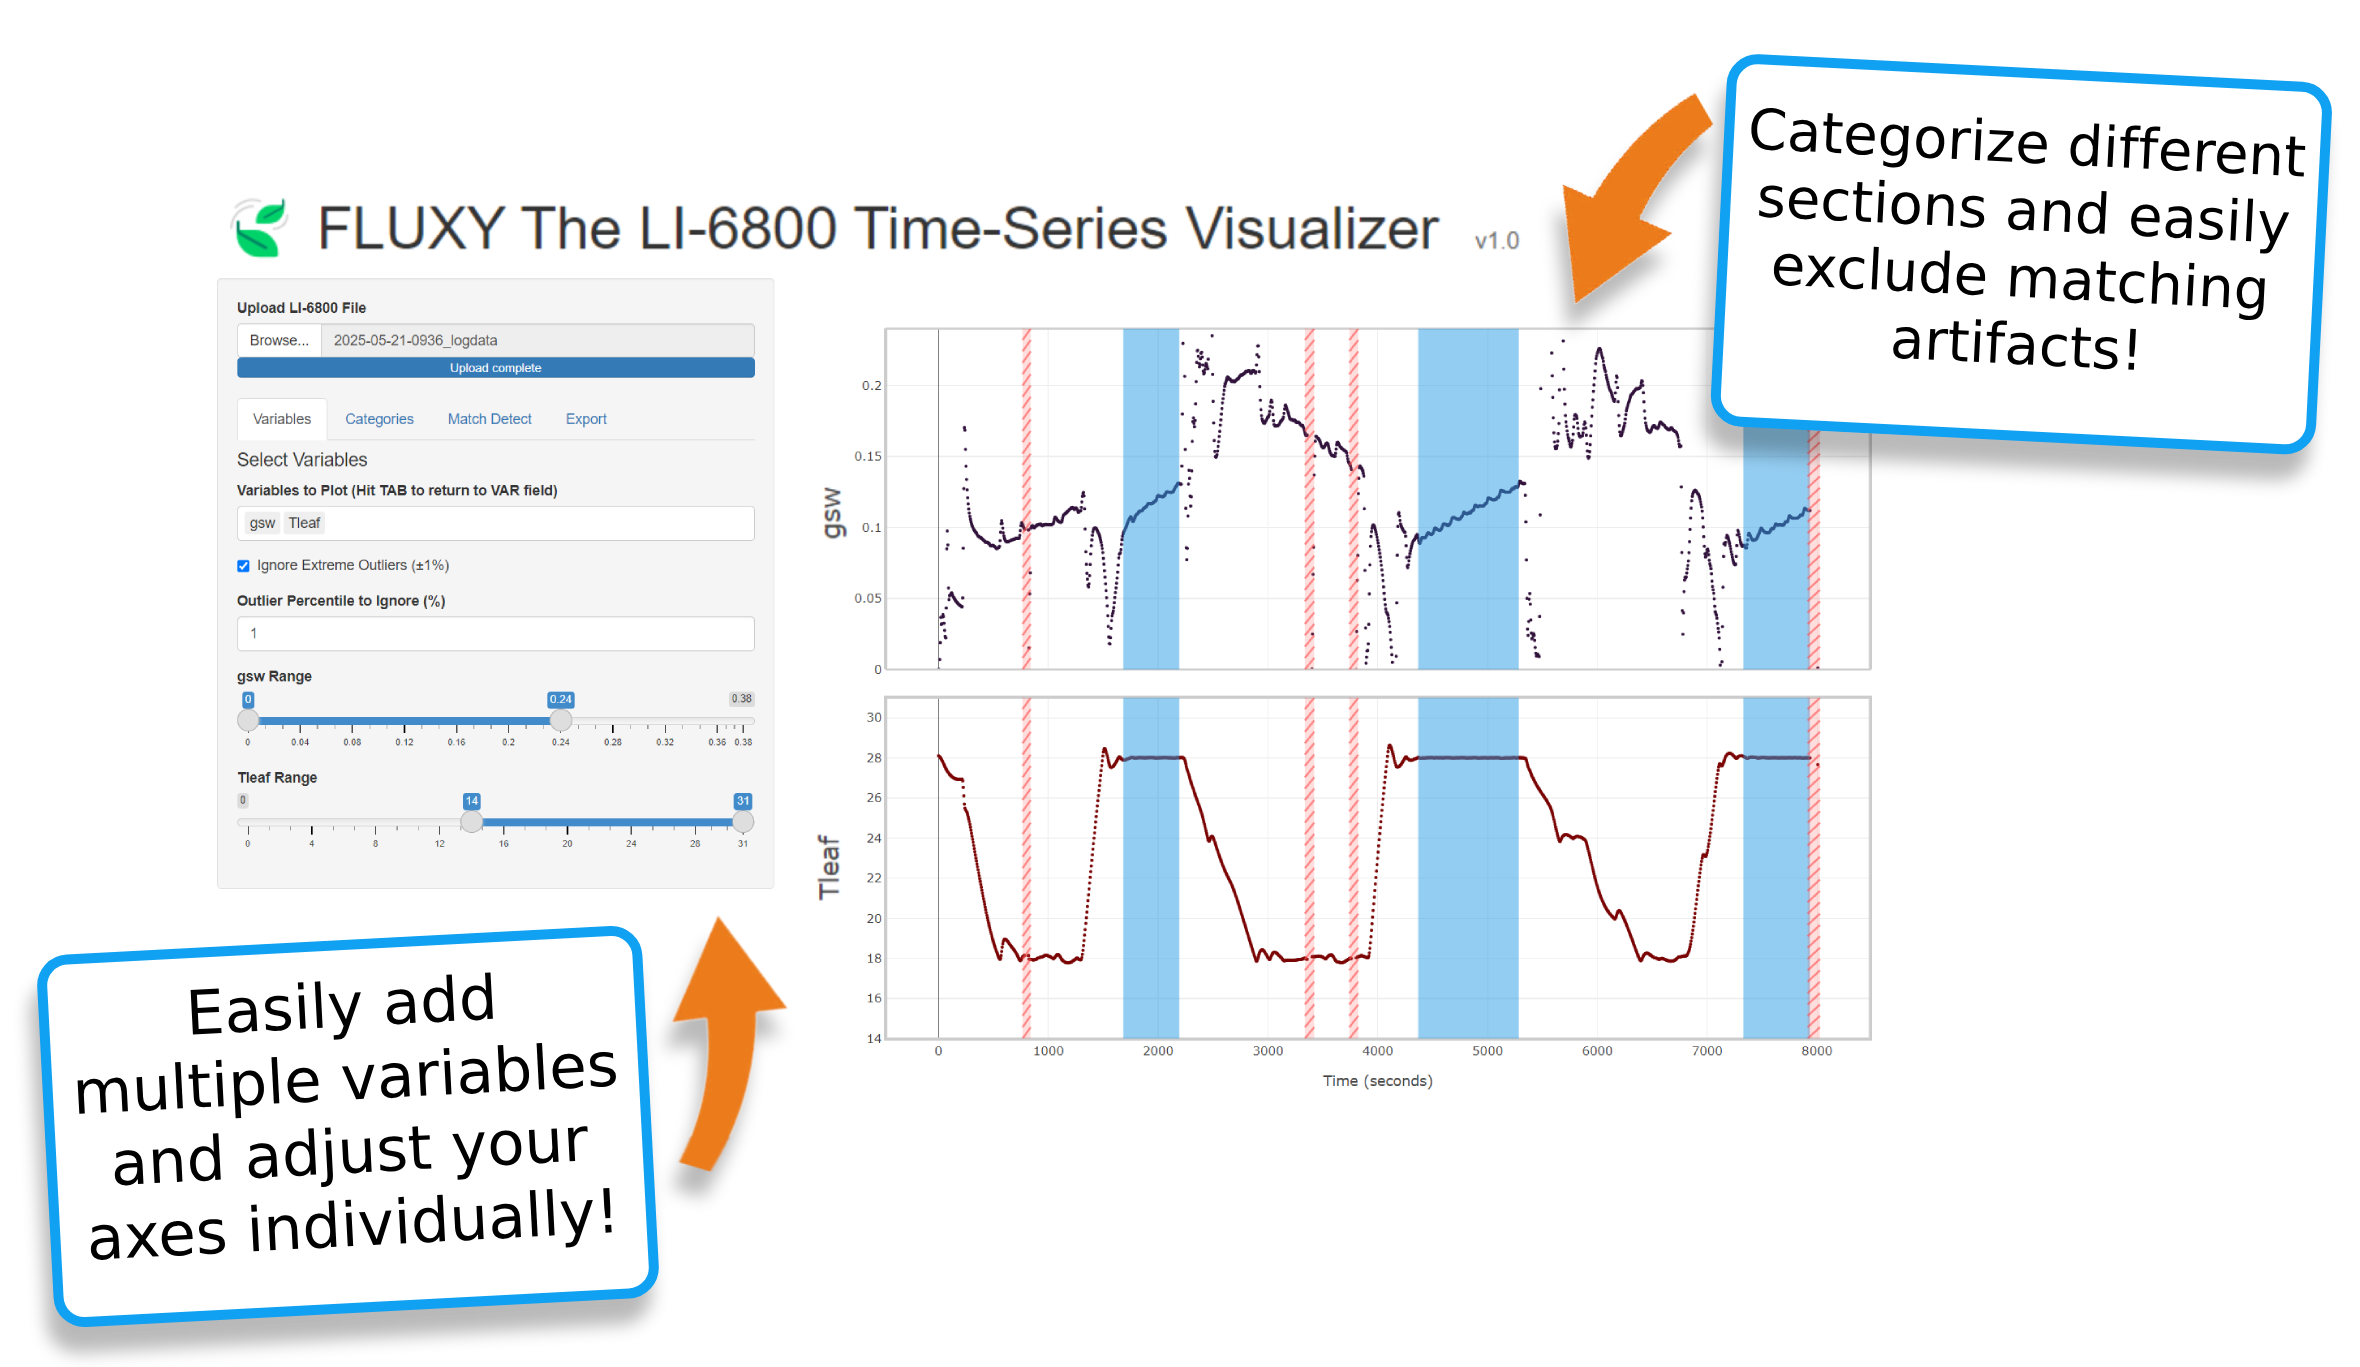 FLUXY The LI-6800 Time-Series Visualizer v1.0
Categorize different
sections and easily
exclude matching
artifacts!
Upload LI-6800 File
Browse... 2025-05-21-0936_logdata
Upload complete
Variables Categories Match Detect Export
Select Variables
Variables to Plot (Hit TAB to return to VAR field)
gsw Tleaf
Ignore Extreme Outliers (±1%)
Outlier Percentile to Ignore (%)
1
gsw Range
0 0.24 0.38
0 0.04 0.08 0.12 0.16 0.2 0.24 0.28 0.32 0.36 0.38
Tleaf Range
0 14 31
0 4 8 12 16 20 24 28 31
gsw
0.2
0.15
0.1
0.05
0
Tleaf
30
28
26
24
22
20
18
16
14
0 1000 2000 3000 4000 5000 6000 7000 8000
Time (seconds)
Easily add
multiple variables
and adjust your
axes individually!